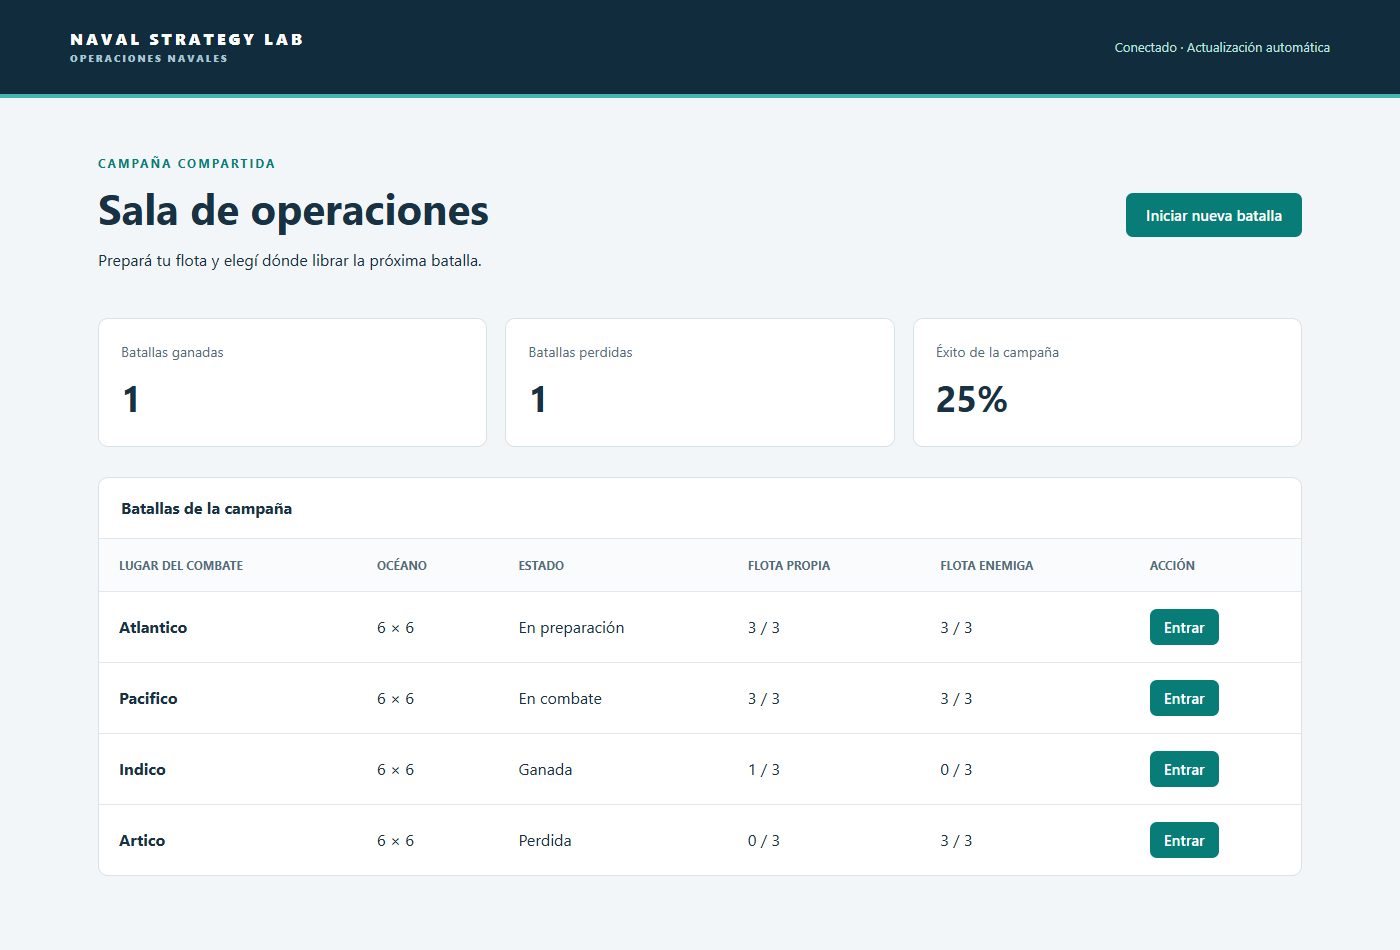 NAVAL STRATEGY LAB
OPERACIONES NAVALES
Conectado · Actualización automática
CAMPAÑA COMPARTIDA
Sala de operaciones
Iniciar nueva batalla
Prepará tu flota y elegí dónde librar la próxima batalla.
Batallas ganadas
1
Batallas perdidas
1
Éxito de la campaña
25%
Batallas de la campaña
LUGAR DEL COMBATE OCÉANO ESTADO FLOTA PROPIA FLOTA ENEMIGA ACCIÓN
Atlantico 6 × 6 En preparación 3 / 3 3 / 3 Entrar
Pacifico 6 × 6 En combate 3 / 3 3 / 3 Entrar
Indico 6 × 6 Ganada 1 / 3 0 / 3 Entrar
Artico 6 × 6 Perdida 0 / 3 3 / 3 Entrar